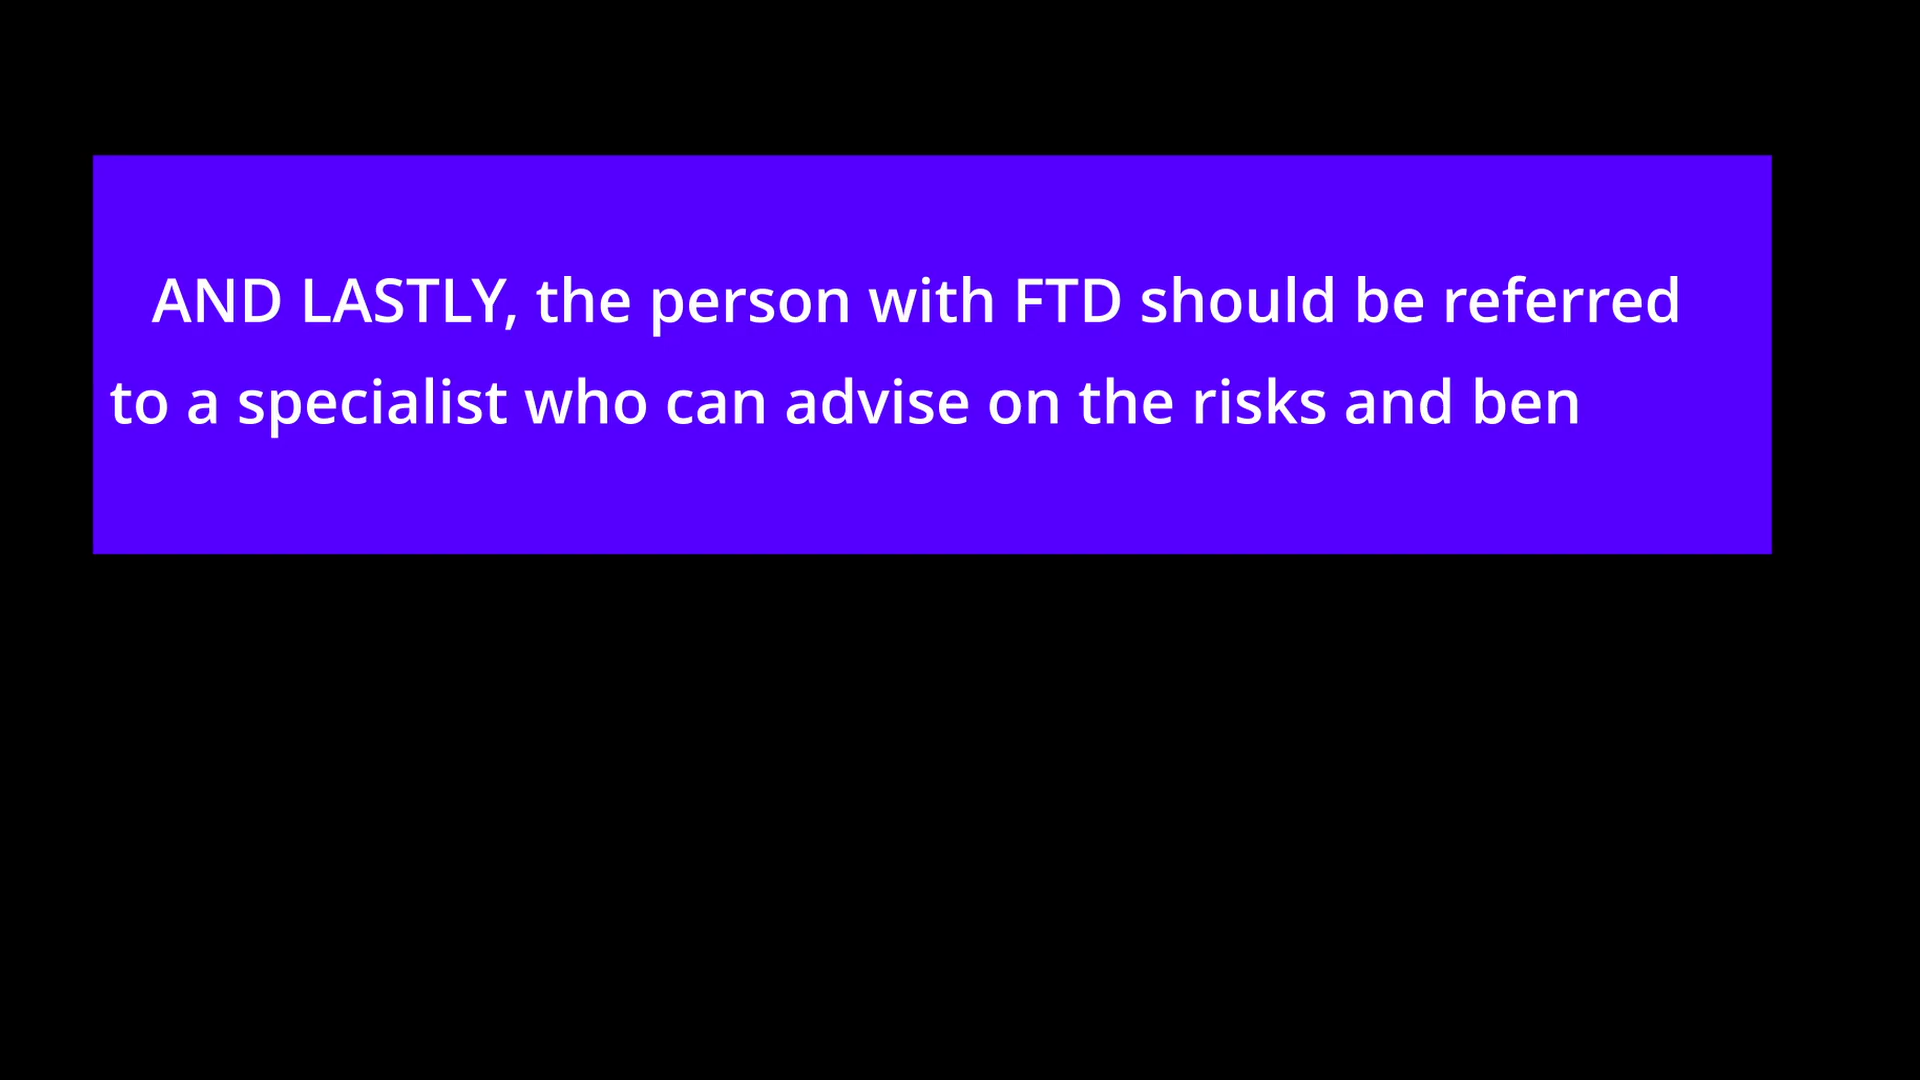 AND LASTLY, the person with FTD should be referred
to a specialist who can advise on the risks and ben